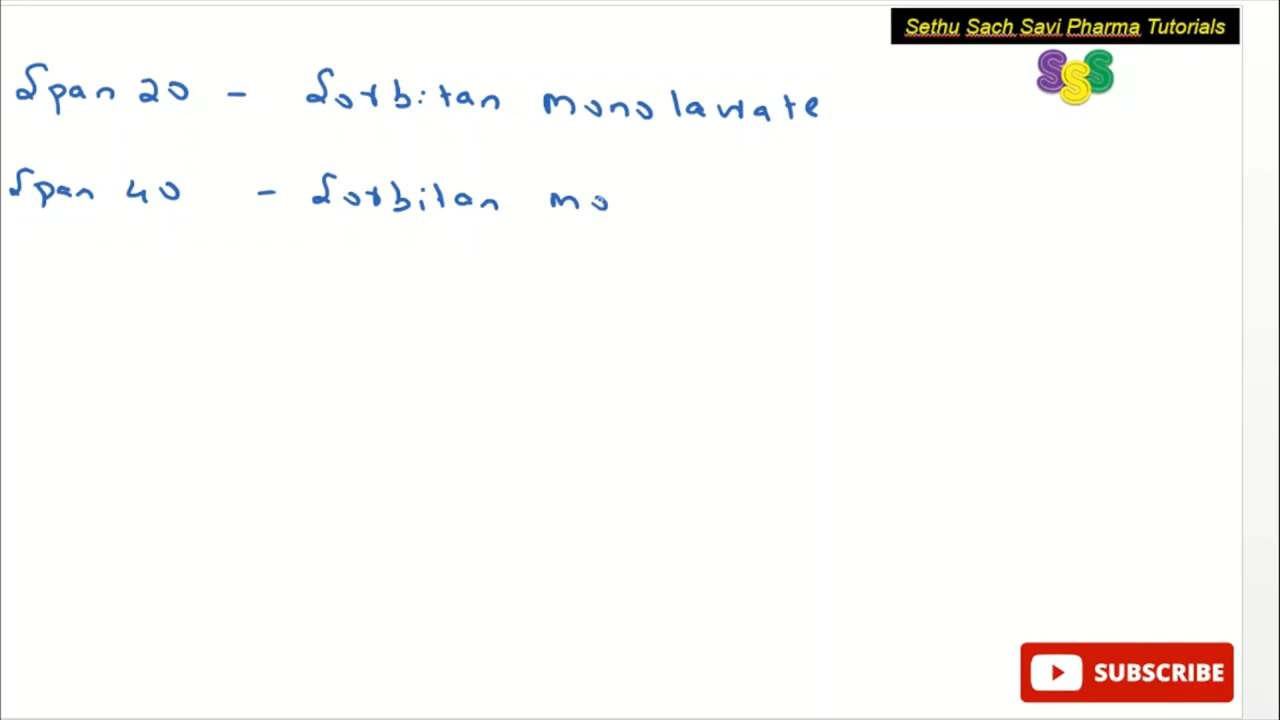 Sethu Sach Savi Pharma Tutorials
SSS
Span 20 - Sorbitan monolaurate
Span 40 - Sorbitan mo
SUBSCRIBE